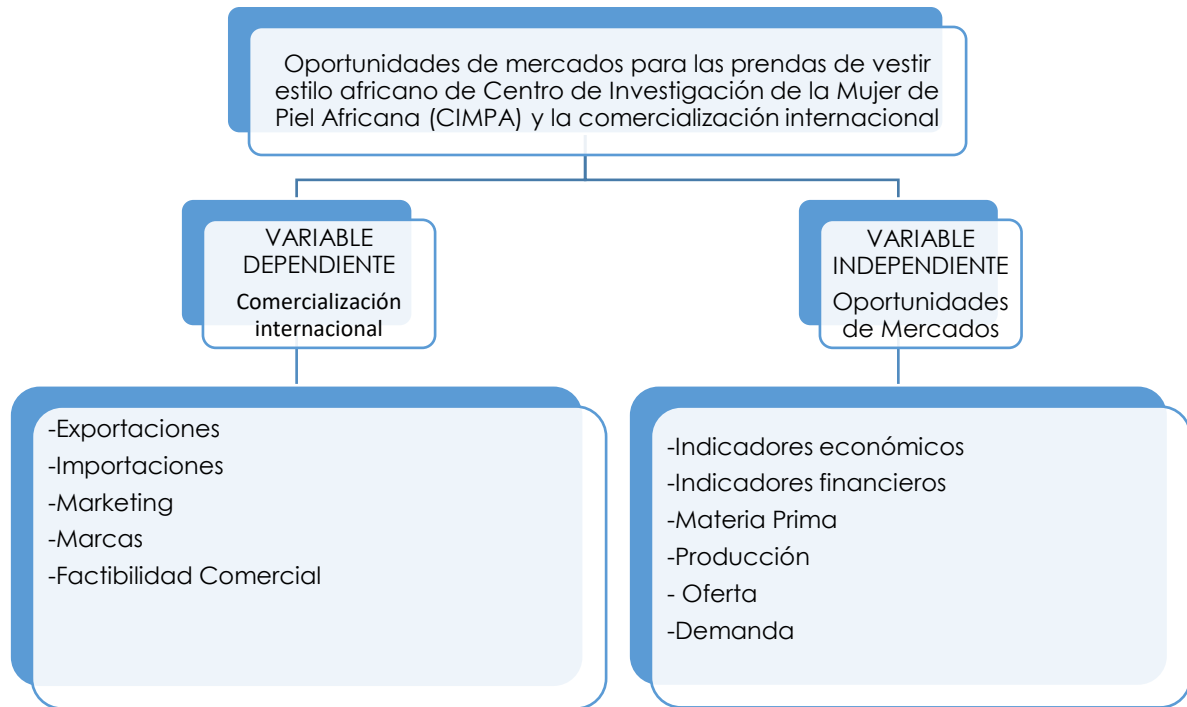 Oportunidades de mercados para las prendas de vestir
estilo africano de Centro de Investigación de la Mujer de
Piel Africana (CIMPA) y la comercialización internacional
VARIABLE
DEPENDIENTE
Comercialización
internacional
VARIABLE
INDEPENDIENTE
Oportunidades
de Mercados
-Exportaciones
-Importaciones
-Marketing
-Marcas
-Factibilidad Comercial
-Indicadores económicos
-Indicadores financieros
-Materia Prima
-Producción
- Oferta
-Demanda